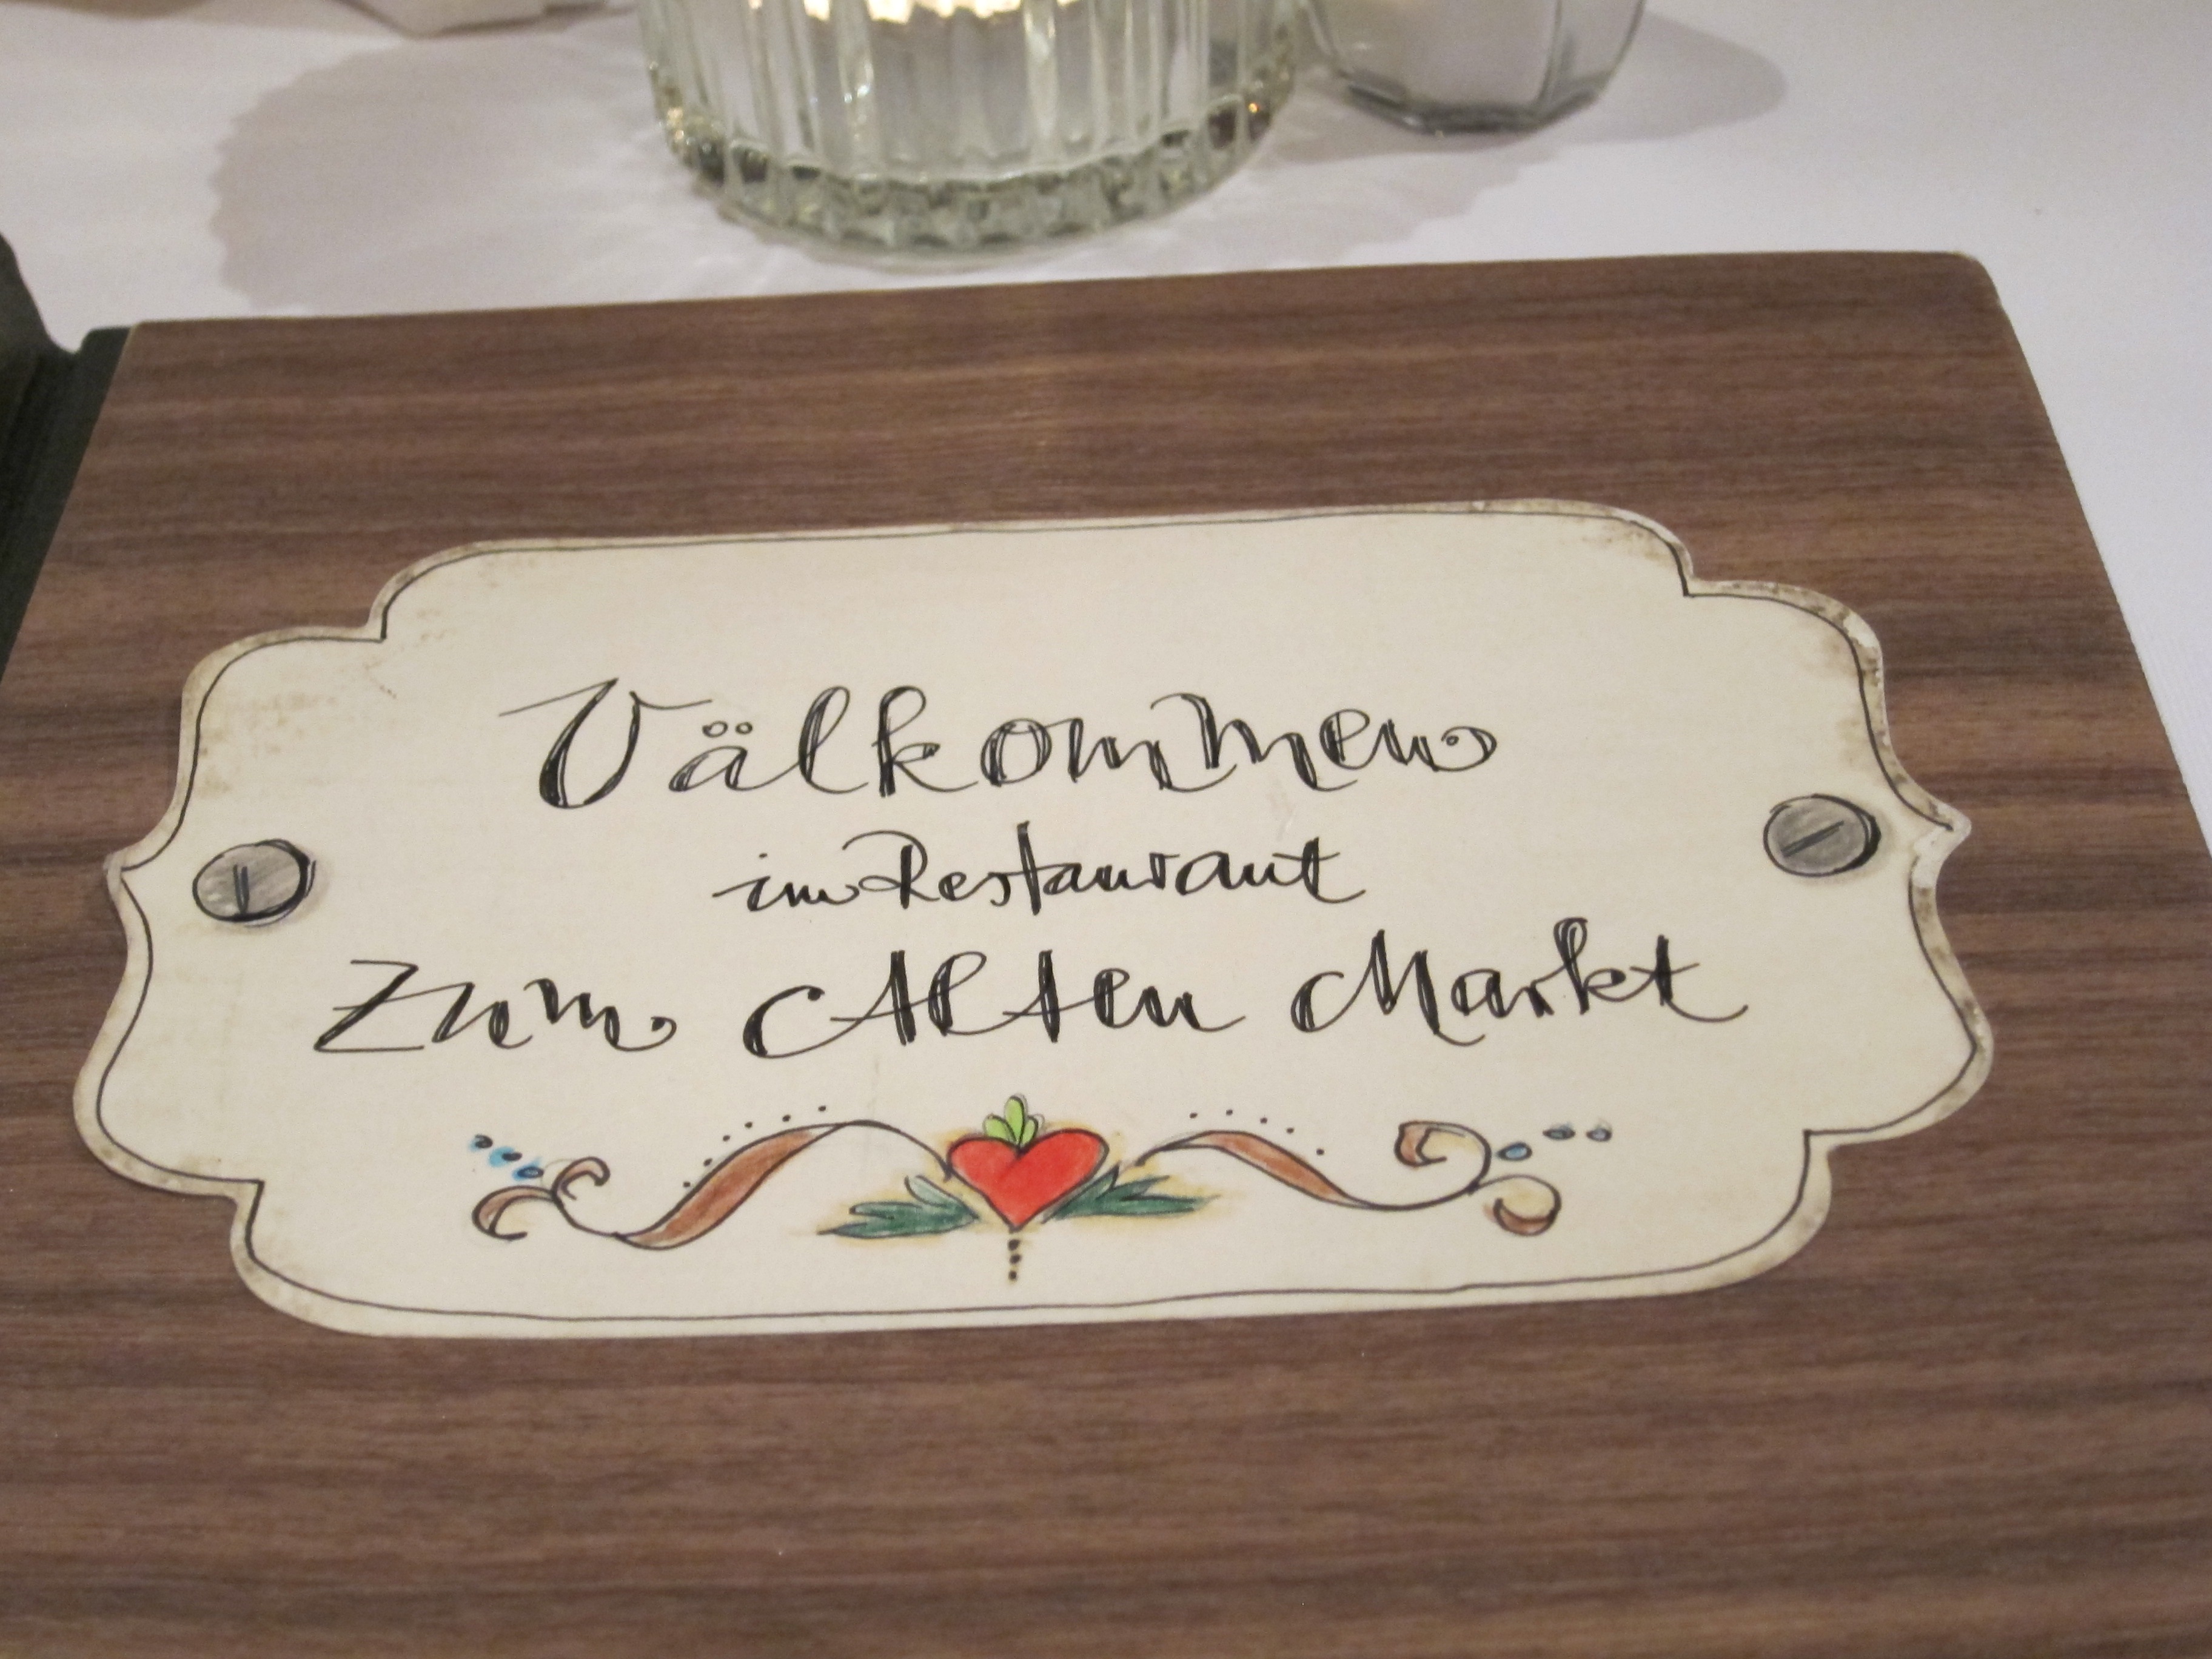 Välkommen
im Restaurant
Zum Alten Markt